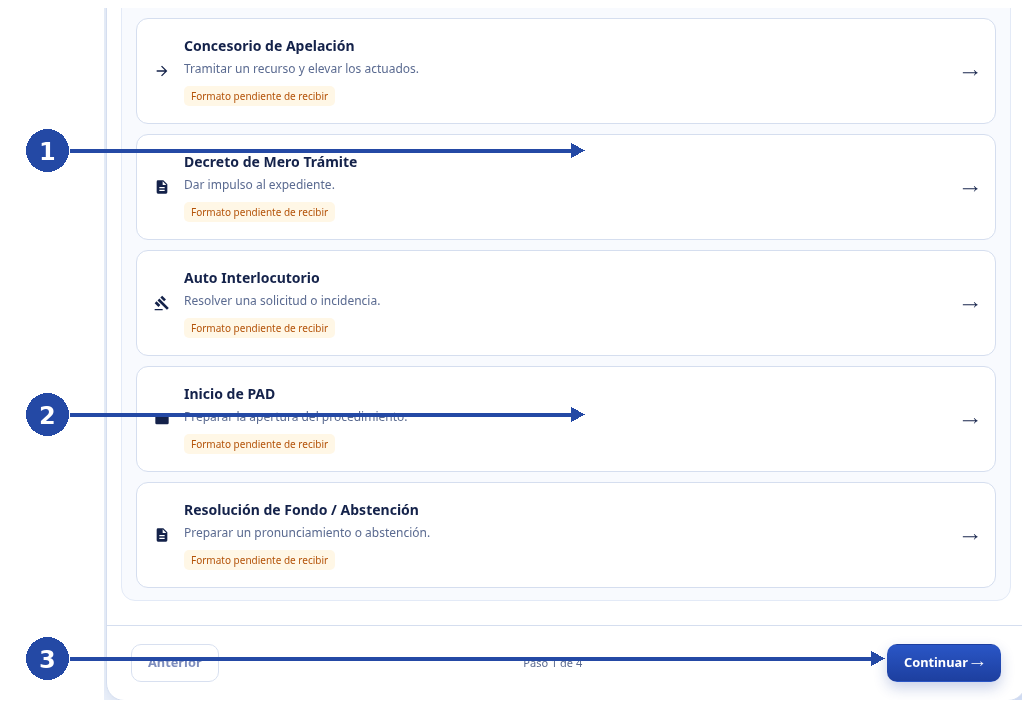 Concesorio de Apelación
Tramitar un recurso y elevar los actuados.
Formato pendiente de recibir
→
1
Decreto de Mero Trámite
Dar impulso al expediente.
Formato pendiente de recibir
→
Auto Interlocutorio
Resolver una solicitud o incidencia.
Formato pendiente de recibir
→
Inicio de PAD
2
Preparar la apertura del procedimiento.
Formato pendiente de recibir
→
Resolución de Fondo / Abstención
Preparar un pronunciamiento o abstención.
Formato pendiente de recibir
→
3
Anterior
Paso 1 de 4
Continuar →